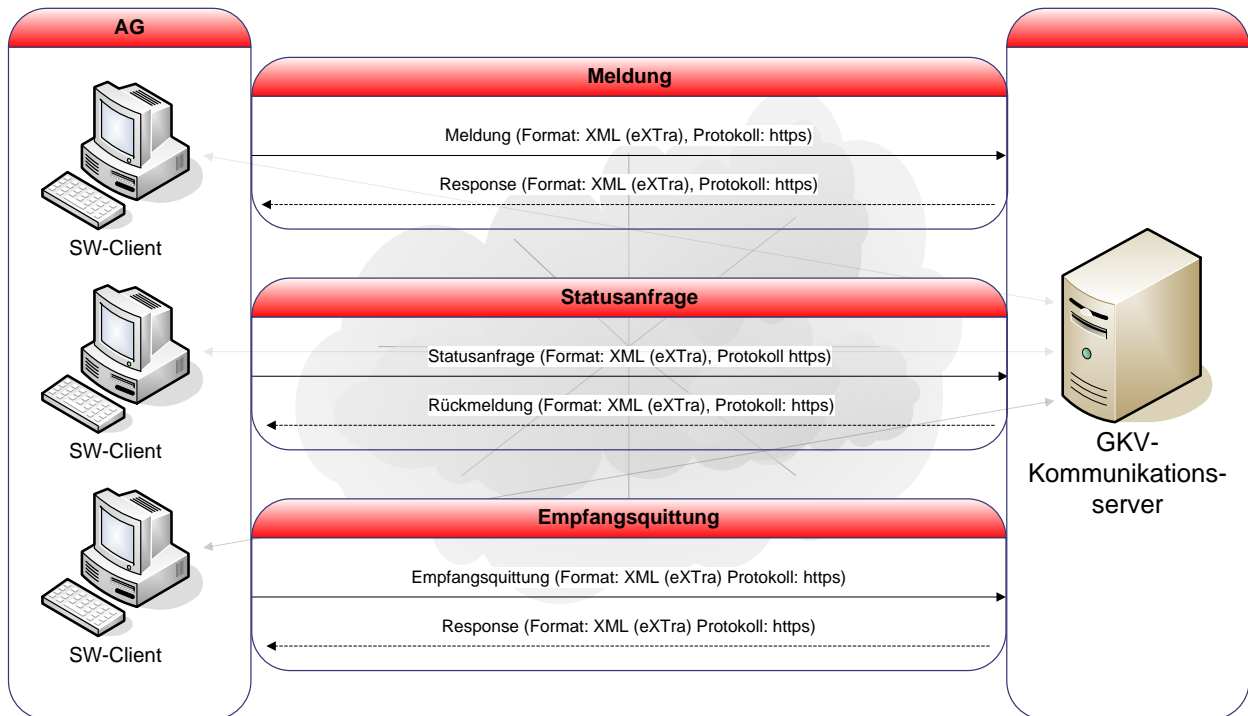 AG
Meldung
Meldung (Format: XML (eXTra), Protokoll: https)
Response (Format: XML (eXTra), Protokoll: https)
SW-Client
Statusanfrage
Statusanfrage (Format: XML (eXTra), Protokoll https)
Rückmeldung (Format: XML (eXTra), Protokoll: https)
SW-Client
GKV-
Kommunikations-
server
Empfangsquittung
Empfangsquittung (Format: XML (eXTra) Protokoll: https)
Response (Format: XML (eXTra) Protokoll: https)
SW-Client